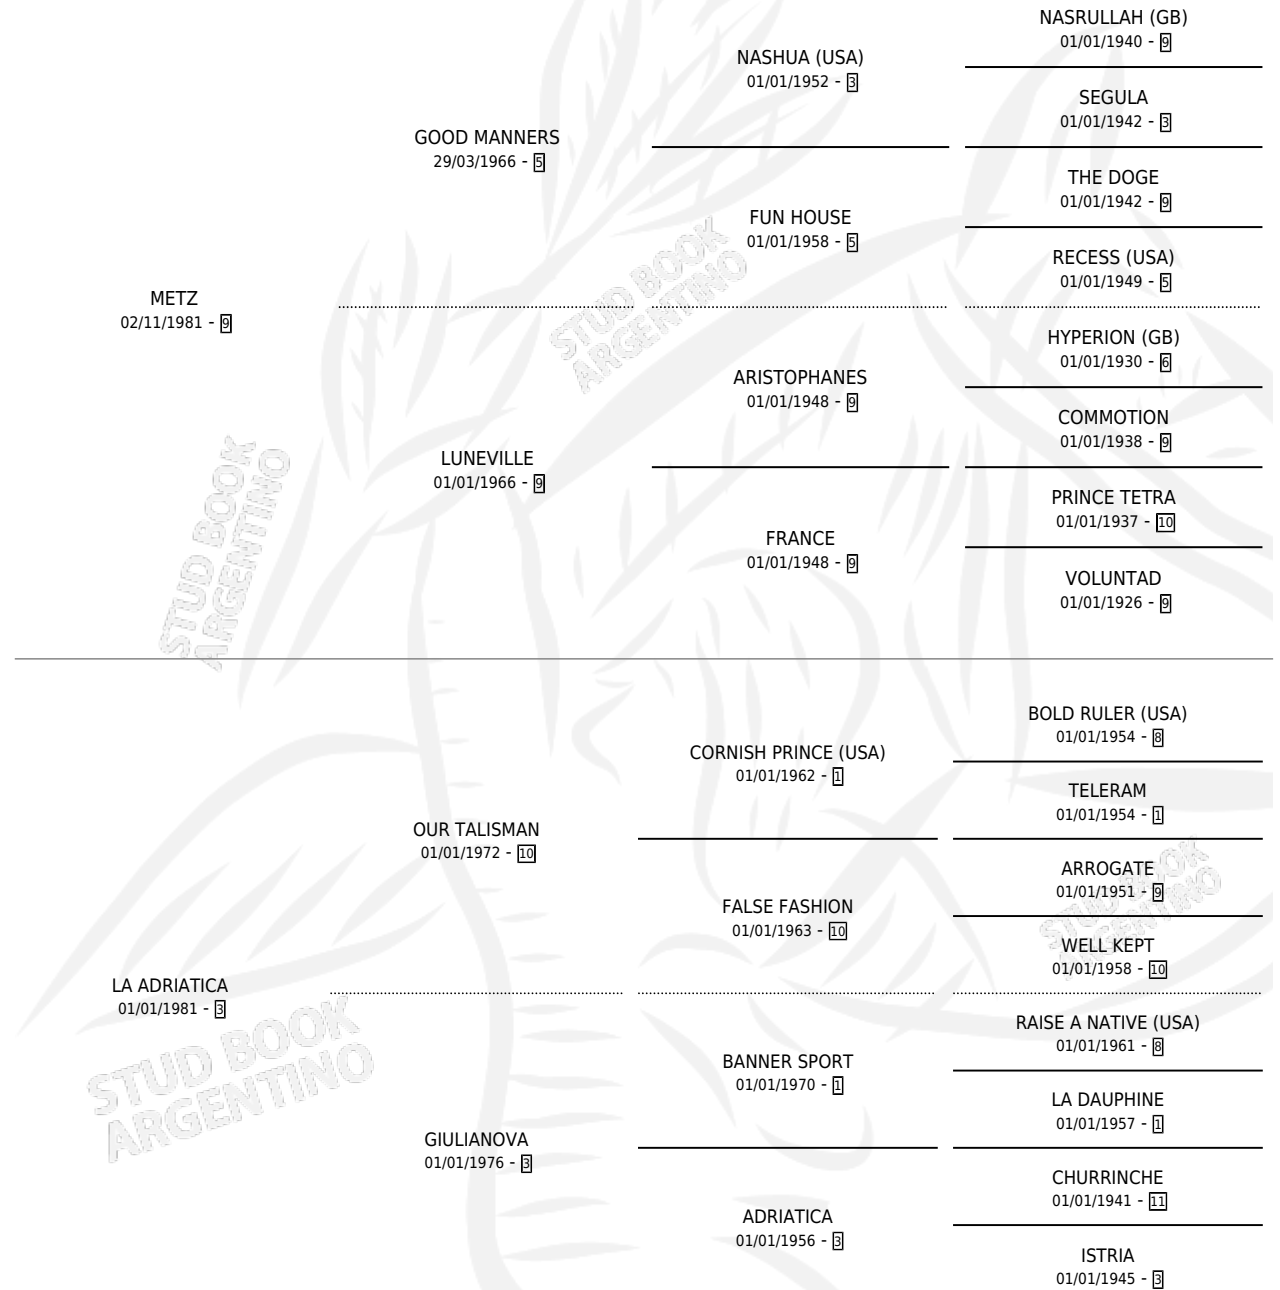 NASRULLAH (GB)
01/01/1940 - 9
NASHUA (USA)
01/01/1952 - 3
SEGULA
01/01/1942 - 3
GOOD MANNERS
29/03/1966 - 5
THE DOGE
01/01/1942 - 9
FUN HOUSE
01/01/1958 - 5
RECESS (USA)
01/01/1949 - 5
METZ
02/11/1981 - 9
HYPERION (GB)
01/01/1930 - 6
ARISTOPHANES
01/01/1948 - 9
COMMOTION
01/01/1938 - 9
LUNEVILLE
01/01/1966 - 9
PRINCE TETRA
01/01/1937 - 10
FRANCE
01/01/1948 - 9
VOLUNTAD
01/01/1926 - 9
BOLD RULER (USA)
01/01/1954 - 8
CORNISH PRINCE (USA)
01/01/1962 - 1
TELERAM
01/01/1954 - 1
OUR TALISMAN
01/01/1972 - 10
ARROGATE
01/01/1951 - 9
FALSE FASHION
01/01/1963 - 10
WELL KEPT
01/01/1958 - 10
LA ADRIATICA
01/01/1981 - 3
RAISE A NATIVE (USA)
01/01/1961 - 8
BANNER SPORT
01/01/1970 - 1
LA DAUPHINE
01/01/1957 - 1
GIULIANOVA
01/01/1976 - 3
CHURRINCHE
01/01/1941 - 11
ADRIATICA
01/01/1956 - 3
ISTRIA
01/01/1945 - 3
STUD BOOK
ARGENTINO
STUD BOOK
ARGENTINO
STUD BOOK
ARGENTINO
STUD BOOK
ARGENTINO